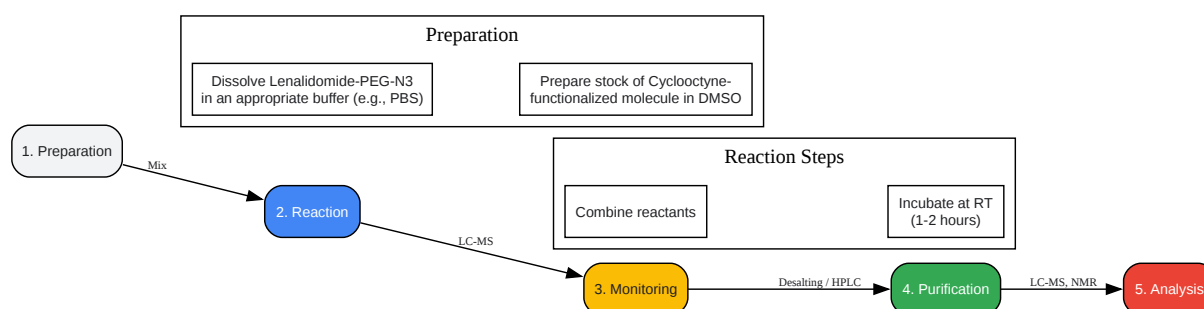 Preparation
Dissolve Lenalidomide-PEG-N3
in an appropriate buffer (e.g., PBS)
Prepare stock of Cyclooctyne-
functionalized molecule in DMSO
1. Preparation
Mix
2. Reaction
Reaction Steps
Combine reactants
Incubate at RT
(1-2 hours)
LC-MS
3. Monitoring
Desalting / HPLC
4. Purification
LC-MS, NMR
5. Analysis